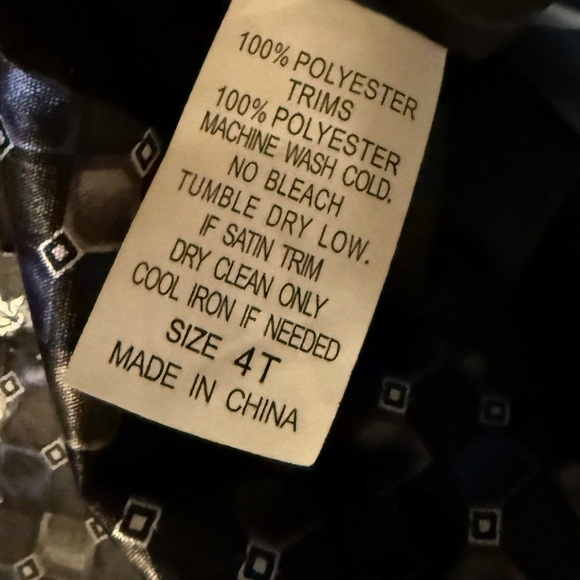 100% POLYESTER
TRIMS
100% POLYESTER
MACHINE WASH COLD.
NO BLEACH
TUMBLE DRY LOW.
IF SATIN TRIM
DRY CLEAN ONLY
COOL IRON IF NEEDED
SIZE 4T
MADE IN CHINA